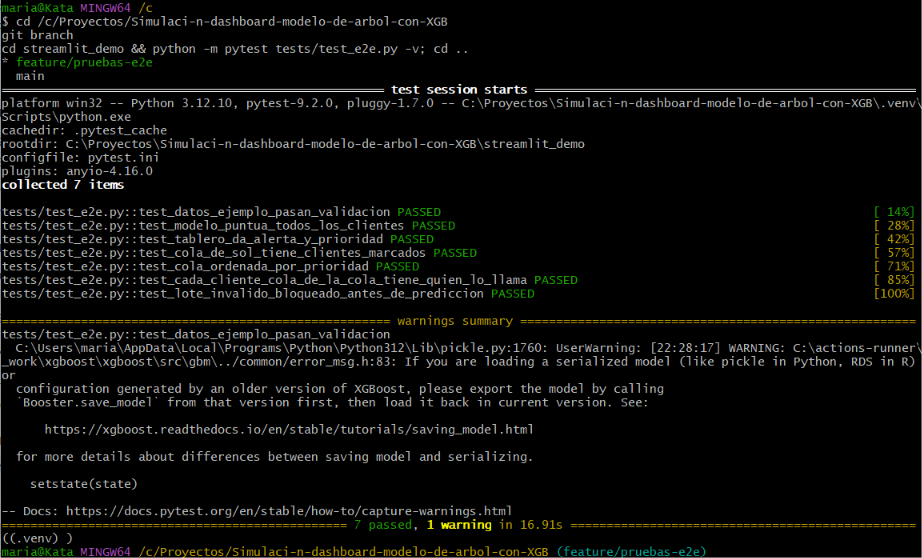 maria@Kata MINGW64 /c
$ cd /c/Proyectos/Simulaci-n-dashboard-modelo-de-arbol-con-XGB
git branch
cd streamlit_demo && python -m pytest tests/test_e2e.py -v; cd ..
* feature/pruebas-e2e
  main
============ test session starts ============
platform win32 -- Python 3.12.10, pytest-9.2.0, pluggy-1.7.0 -- C:\Proyectos\Simulaci-n-dashboard-modelo-de-arbol-con-XGB\.venv\
Scripts\python.exe
cachedir: .pytest_cache
rootdir: C:\Proyectos\Simulaci-n-dashboard-modelo-de-arbol-con-XGB\streamlit_demo
configfile: pytest.ini
plugins: anyio-4.16.0
collected 7 items

tests/test_e2e.py::test_datos_ejemplo_pasan_validacion PASSED [ 14%]
tests/test_e2e.py::test_modelo_puntua_todos_los_clientes PASSED [ 28%]
tests/test_e2e.py::test_tablero_da_alerta_y_prioridad PASSED [ 42%]
tests/test_e2e.py::test_cola_de_sol_tiene_clientes_marcados PASSED [ 57%]
tests/test_e2e.py::test_cola_ordenada_por_prioridad PASSED [ 71%]
tests/test_e2e.py::test_cada_cliente_cola_de_la_cola_tiene_quien_lo_llama PASSED [ 85%]
tests/test_e2e.py::test_lote_invalido_bloqueado_antes_de_prediccion PASSED [100%]

============ warnings summary ============
tests/test_e2e.py::test_datos_ejemplo_pasan_validacion
  C:\Users\maria\AppData\Local\Programs\Python\Python312\Lib\pickle.py:1760: UserWarning: [22:28:17] WARNING: C:\actions-runner\
_work\xgboost\xgboost\src\gbm\../common/error_msg.h:83: If you are loading a serialized model (like pickle in Python, RDS in R)
or
  configuration generated by an older version of XGBoost, please export the model by calling
  `Booster.save_model` from that version first, then load it back in current version. See:

      https://xgboost.readthedocs.io/en/stable/tutorials/saving_model.html

  for more details about differences between saving model and serializing.

    setstate(state)

-- Docs: https://docs.pytest.org/en/stable/how-to/capture-warnings.html
============ 7 passed, 1 warning in 16.91s ============
((.venv) )
maria@Kata MINGW64 /c/Proyectos/Simulaci-n-dashboard-modelo-de-arbol-con-XGB (feature/pruebas-e2e)